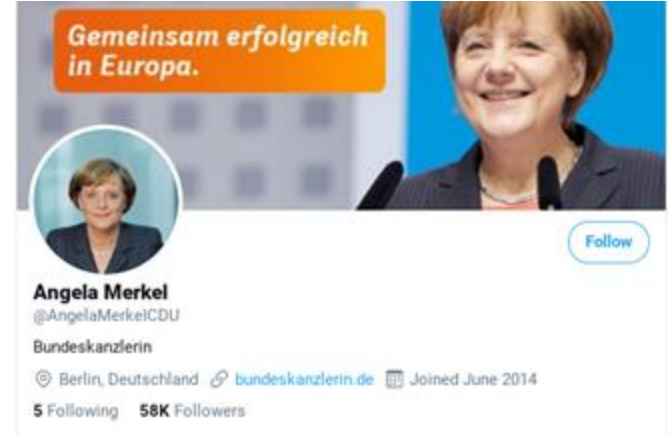 Gemeinsam erfolgreich
in Europa.
Follow
Angela Merkel
@AngelaMerkelCDU
Bundeskanzlerin
Berlin, Deutschland bundeskanzlerin.de Joined June 2014
5 Following 58K Followers